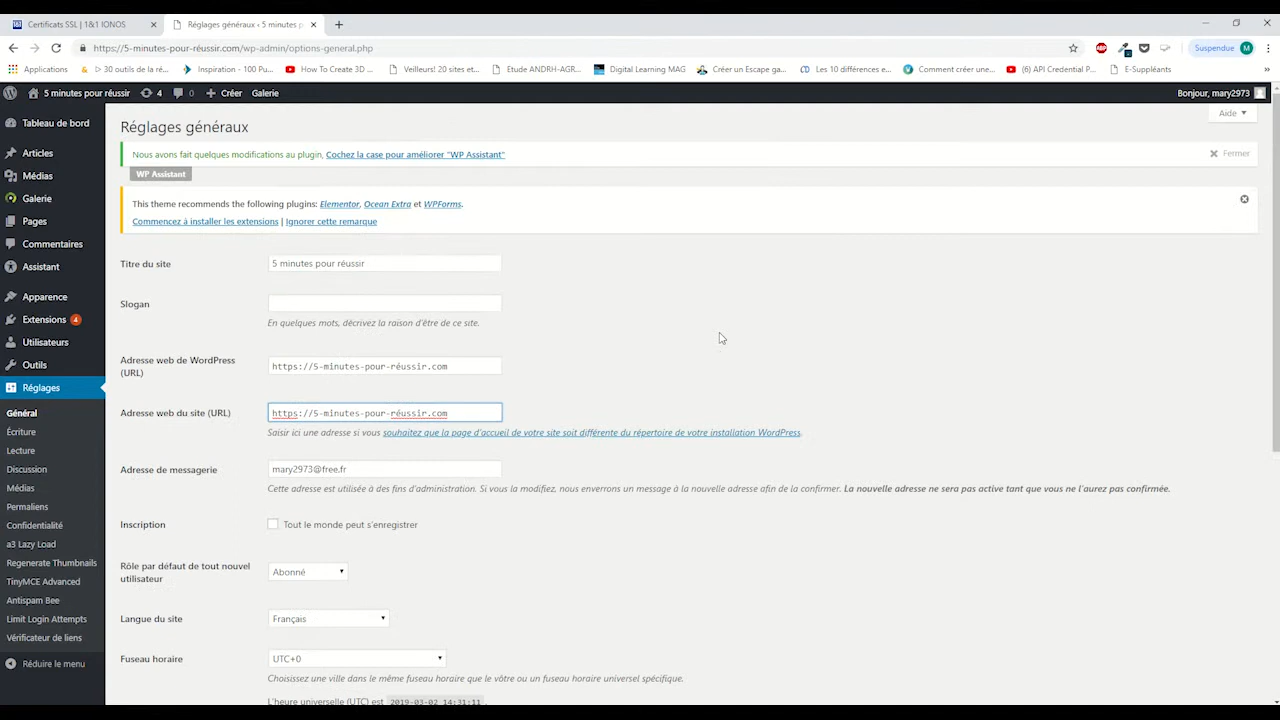 Certificats SSL | 1&1 IONOS
Réglages généraux ‹ 5 minutes p
https://5-minutes-pour-réussir.com/wp-admin/options-general.php
ABP
Suspendue M
Applications
▷ 30 outils de la ré...
Inspiration - 100 Pu...
How To Create 3D ...
Veilleurs! 20 sites et...
Etude ANDRH-AGR...
Digital Learning MAG
Créer un Escape ga...
Les 10 différences e...
Comment créer une...
(6) API Credential P...
E-Suppléants
»
5 minutes pour réussir 4 0 Créer Galerie
Bonjour, mary2973
Tableau de bord
Articles
Médias
Galerie
Pages
Commentaires
Assistant
Apparence
Extensions 4
Utilisateurs
Outils
Réglages
Général
Écriture
Lecture
Discussion
Médias
Permaliens
Confidentialité
a3 Lazy Load
Regenerate Thumbnails
TinyMCE Advanced
Antispam Bee
Limit Login Attempts
Vérificateur de liens
Réduire le menu
Aide
Réglages généraux
Nous avons fait quelques modifications au plugin, Cochez la case pour améliorer "WP Assistant"
Fermer
WP Assistant
This theme recommends the following plugins: Elementor, Ocean Extra et WPForms.
Commencez à installer les extensions | Ignorer cette remarque
Titre du site
5 minutes pour réussir
Slogan
En quelques mots, décrivez la raison d'être de ce site.
Adresse web de WordPress
(URL)
https://5-minutes-pour-réussir.com
Adresse web du site (URL)
https://5-minutes-pour-réussir.com
Saisir ici une adresse si vous souhaitez que la page d'accueil de votre site soit différente du répertoire de votre installation WordPress.
Adresse de messagerie
mary2973@free.fr
Cette adresse est utilisée à des fins d'administration. Si vous la modifiez, nous enverrons un message à la nouvelle adresse afin de la confirmer. La nouvelle adresse ne sera pas active tant que vous ne l'aurez pas confirmée.
Inscription
Tout le monde peut s'enregistrer
Rôle par défaut de tout nouvel
utilisateur
Abonné
Langue du site
Français
Fuseau horaire
UTC+0
Choisissez une ville dans le même fuseau horaire que le vôtre ou un fuseau horaire universel spécifique.
L'heure universelle (UTC) est 2019-03-02 14:31:11 .